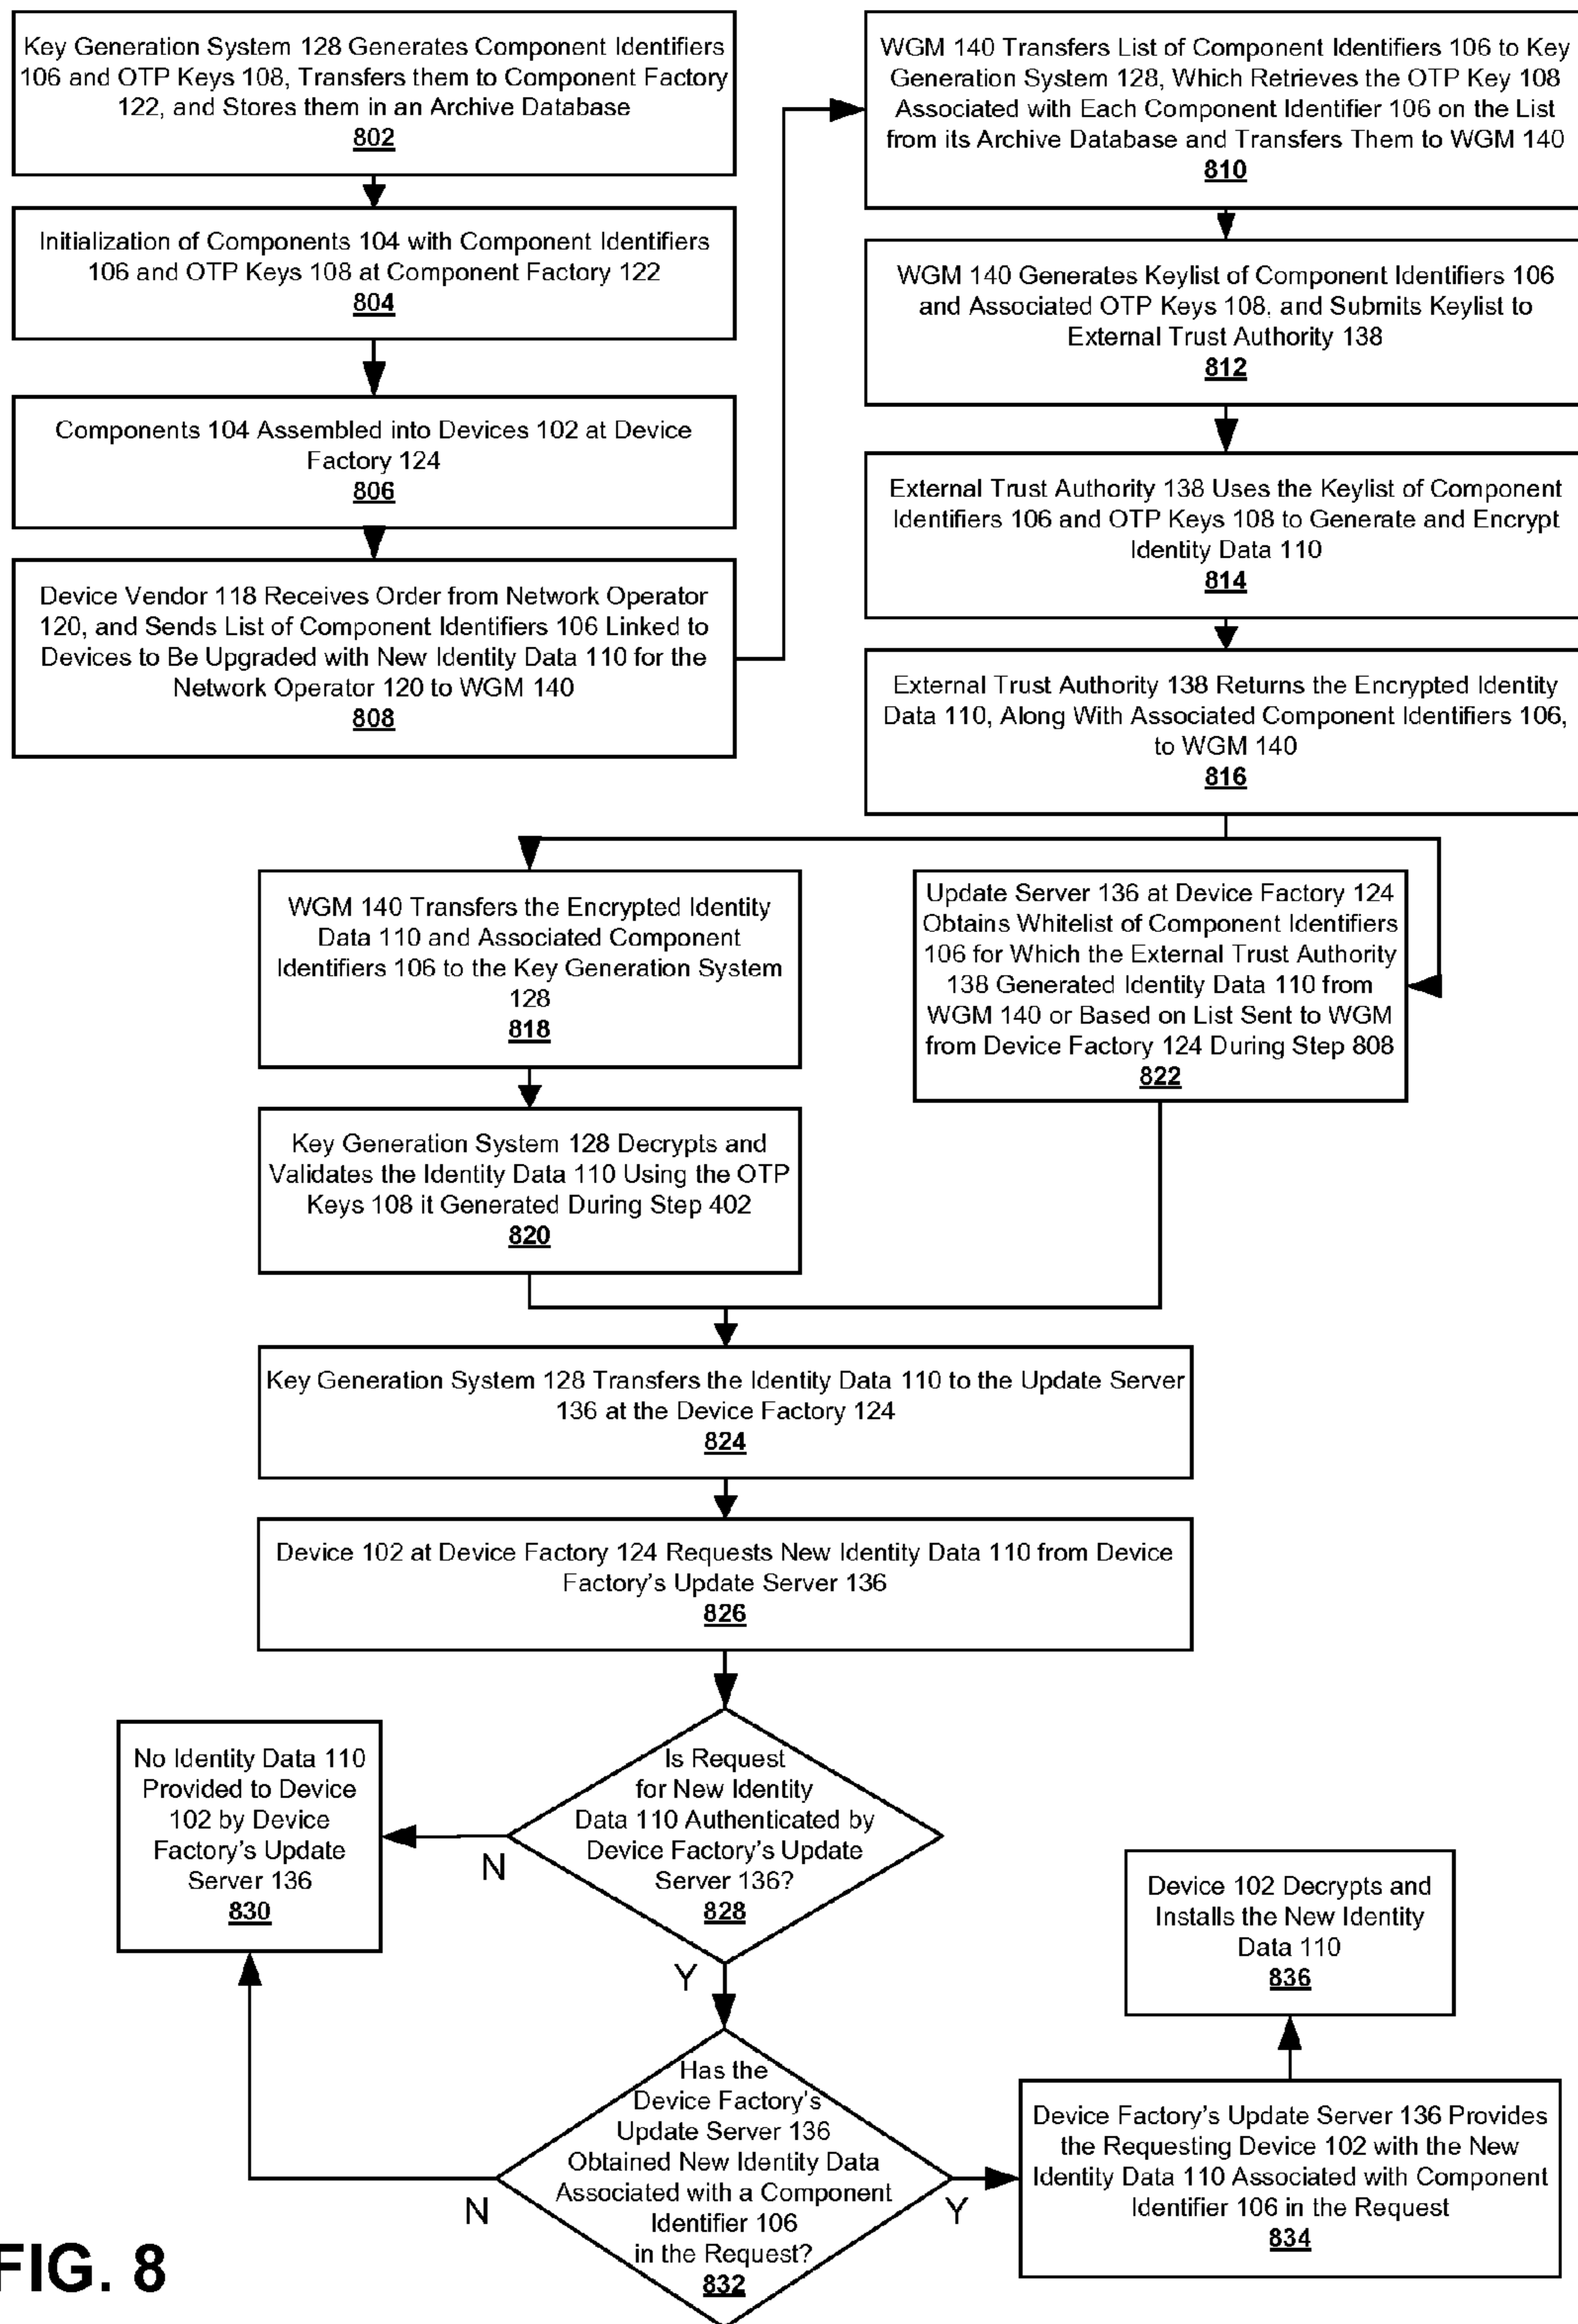 Key Generation System 128 Generates Component Identifiers
106 and OTP Keys 108, Transfers them to Component Factory
122, and Stores them in an Archive Database
802
Initialization of Components 104 with Component Identifiers
106 and OTP Keys 108 at Component Factory 122
804
Components 104 Assembled into Devices 102 at Device
Factory 124
806
Device Vendor 118 Receives Order from Network Operator
120, and Sends List of Component Identifiers 106 Linked to
Devices to Be Upgraded with New Identity Data 110 for the
Network Operator 120 to WGM 140
808
WGM 140 Transfers List of Component Identifiers 106 to Key
Generation System 128, Which Retrieves the OTP Key 108
Associated with Each Component Identifier 106 on the List
from its Archive Database and Transfers Them to WGM 140
810
WGM 140 Generates Keylist of Component Identifiers 106
and Associated OTP Keys 108, and Submits Keylist to
External Trust Authority 138
812
External Trust Authority 138 Uses the Keylist of Component
Identifiers 106 and OTP Keys 108 to Generate and Encrypt
Identity Data 110
814
External Trust Authority 138 Returns the Encrypted Identity
Data 110, Along With Associated Component Identifiers 106,
to WGM 140
816
WGM 140 Transfers the Encrypted Identity
Data 110 and Associated Component
Identifiers 106 to the Key Generation System
128
818
Key Generation System 128 Decrypts and
Validates the Identity Data 110 Using the OTP
Keys 108 it Generated During Step 402
820
Update Server 136 at Device Factory 124
Obtains Whitelist of Component Identifiers
106 for Which the External Trust Authority
138 Generated Identity Data 110 from
WGM 140 or Based on List Sent to WGM
from Device Factory 124 During Step 808
822
Key Generation System 128 Transfers the Identity Data 110 to the Update Server
136 at the Device Factory 124
824
Device 102 at Device Factory 124 Requests New Identity Data 110 from Device
Factory's Update Server 136
826
Is Request
for New Identity
Data 110 Authenticated by
Device Factory's Update
Server 136?
828
N
Y
No Identity Data 110
Provided to Device
102 by Device
Factory's Update
Server 136
830
Has the
Device Factory's
Update Server 136
Obtained New Identity Data
Associated with a Component
Identifier 106
in the Request?
832
N
Y
Device Factory's Update Server 136 Provides
the Requesting Device 102 with the New
Identity Data 110 Associated with Component
Identifier 106 in the Request
834
Device 102 Decrypts and
Installs the New Identity
Data 110
836
FIG. 8